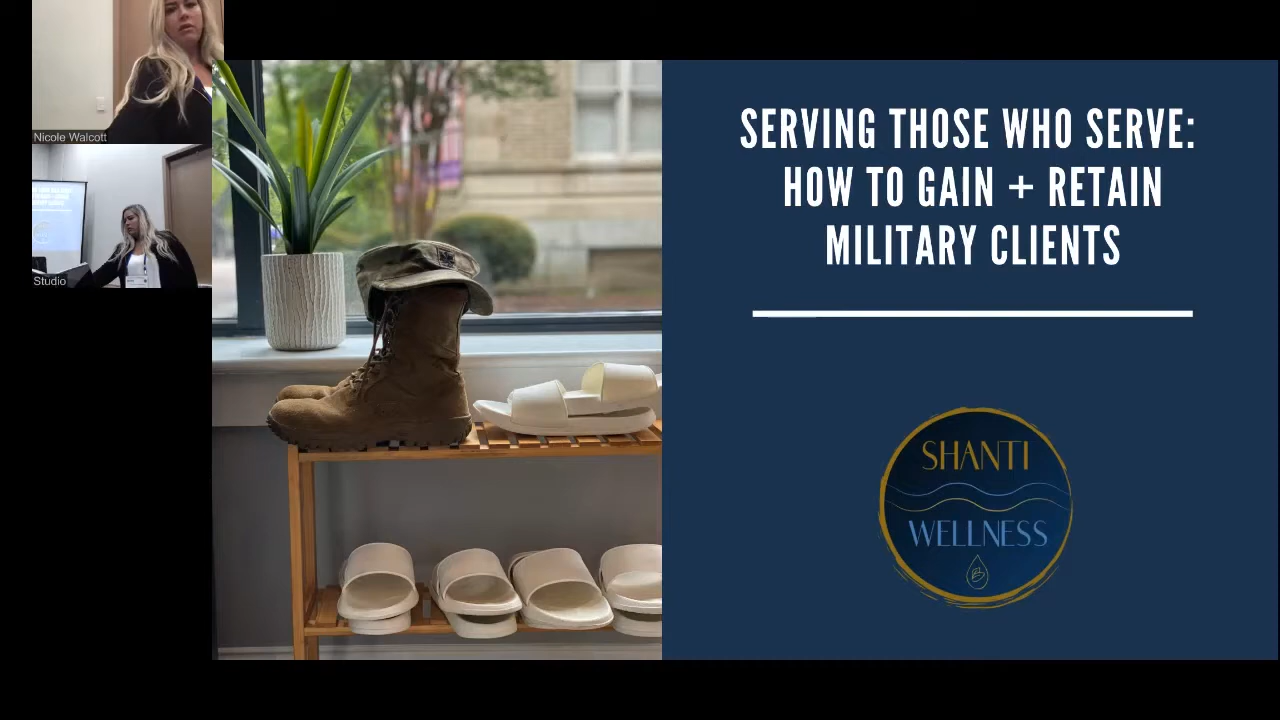 Nicole Walcott
Studio
SERVING THOSE WHO SERVE:
HOW TO GAIN + RETAIN
MILITARY CLIENTS
SHANTI
WELLNESS